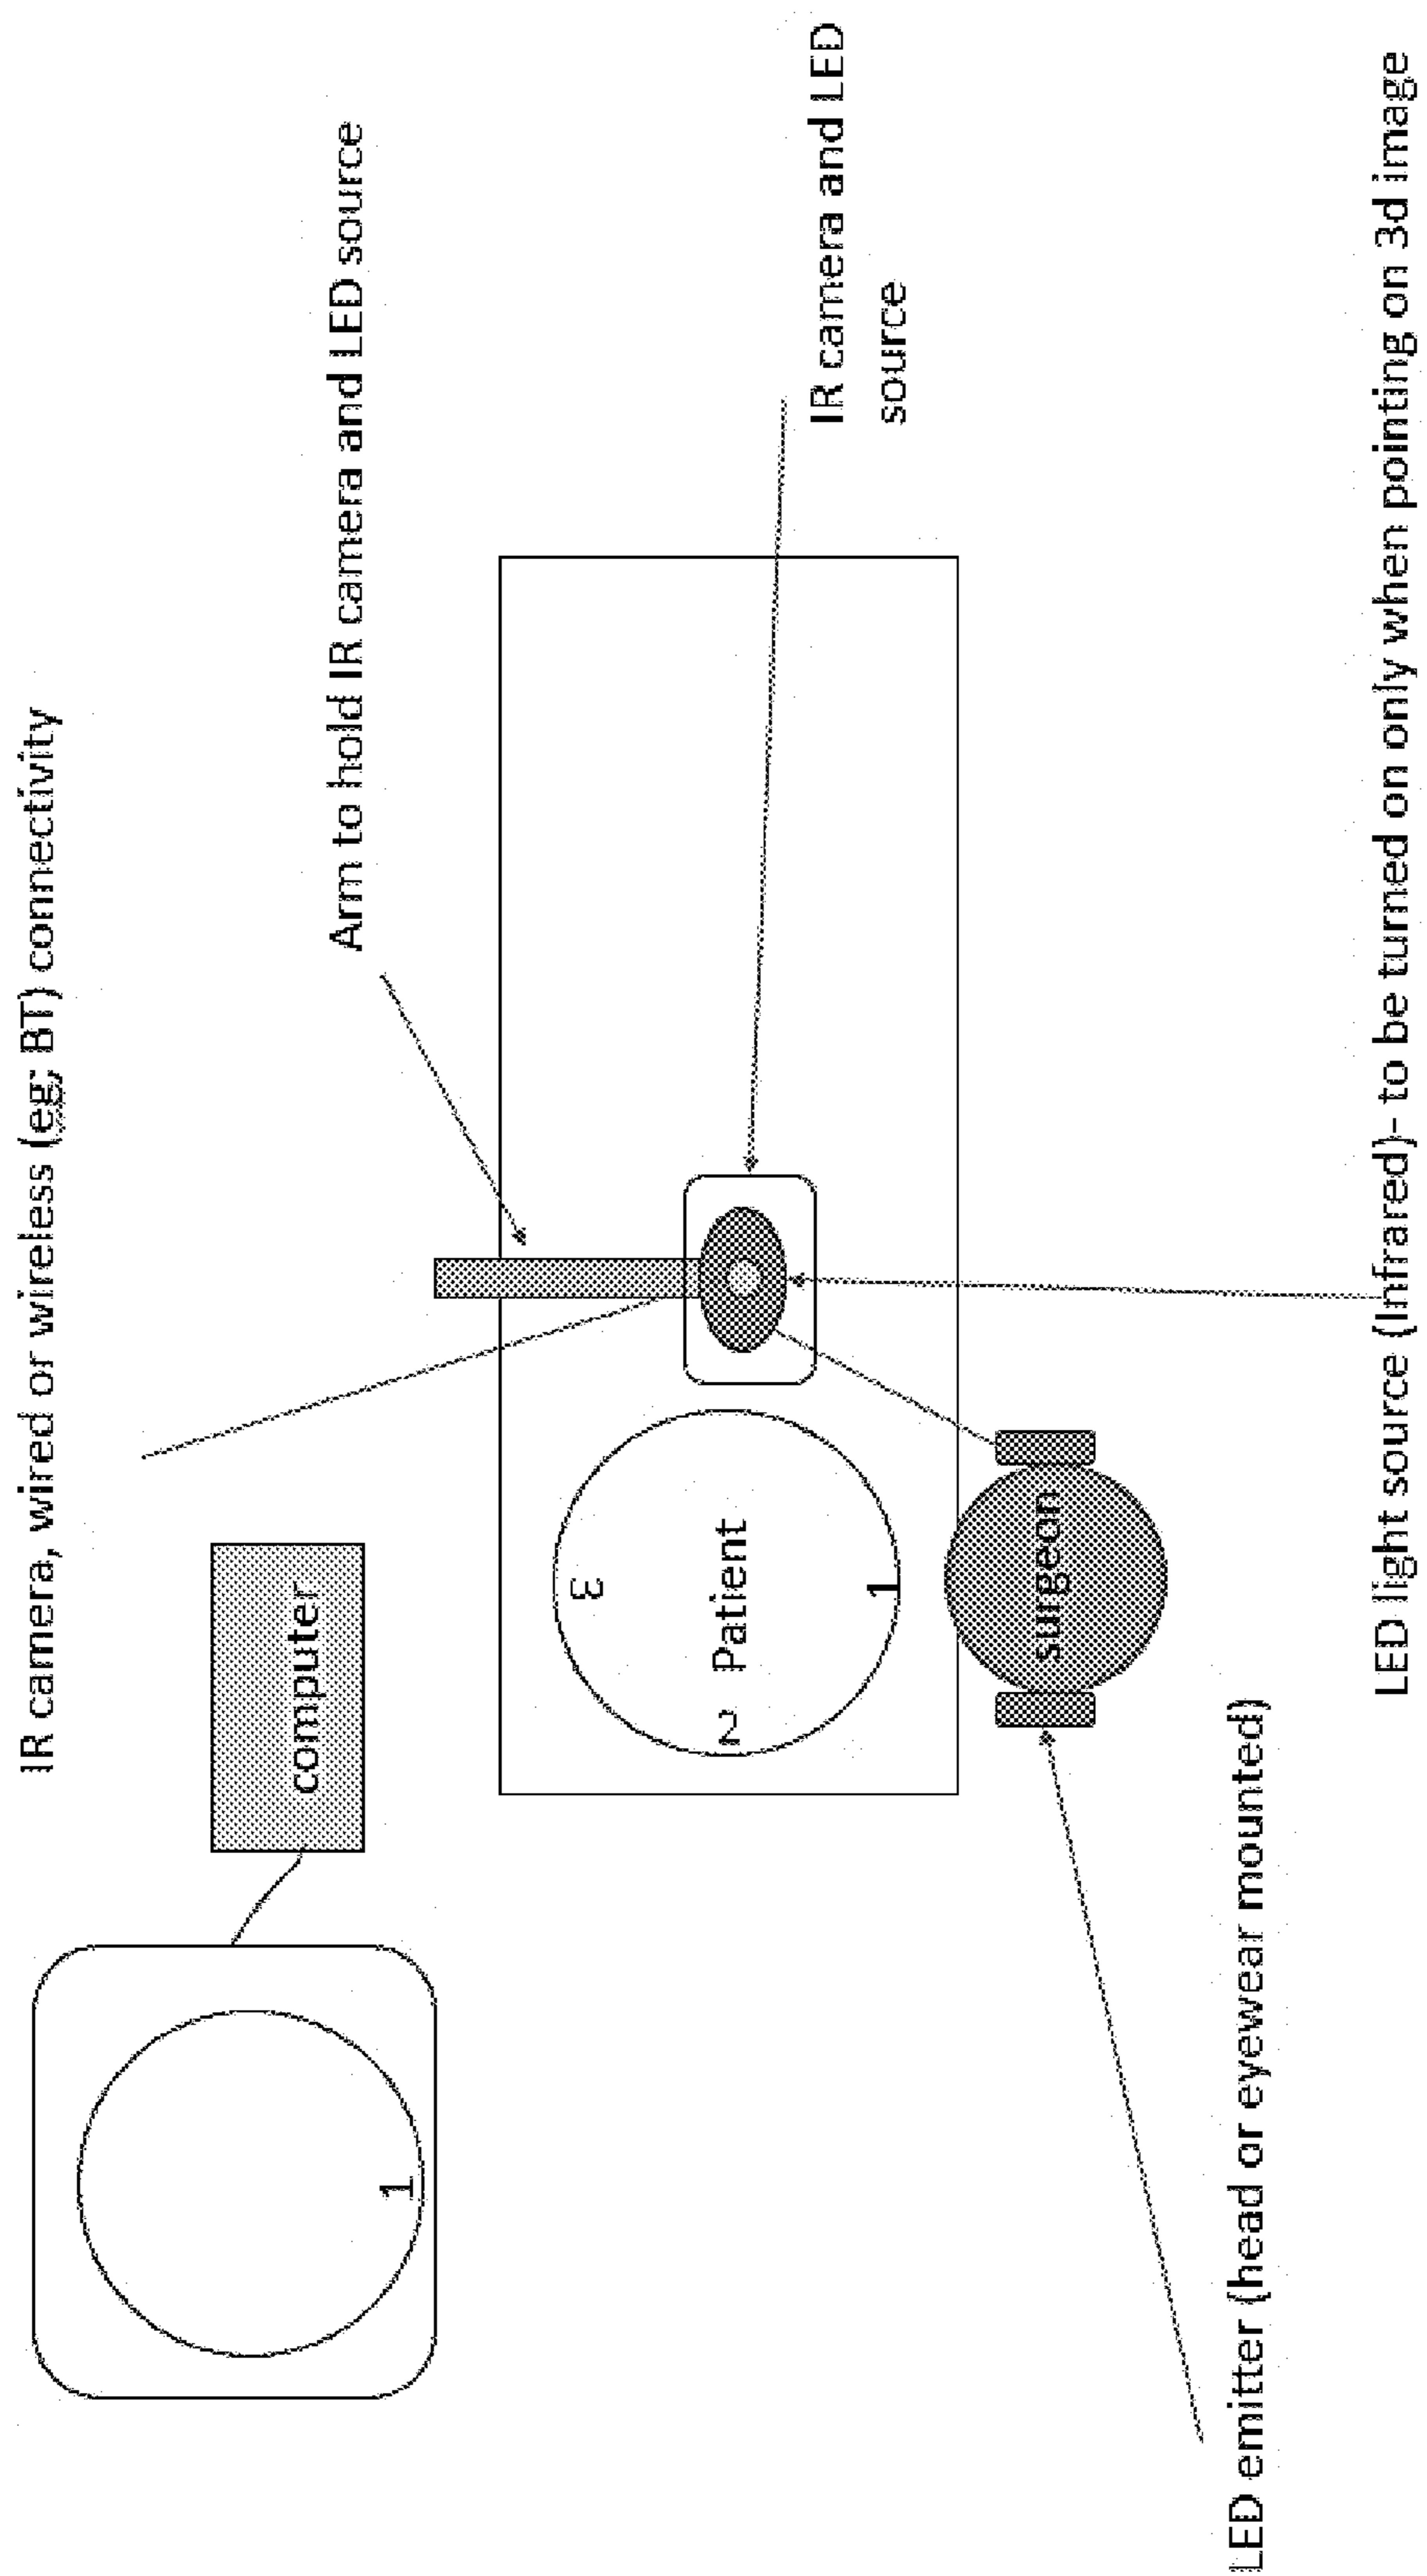 IR camera, wired or wireless (eg; BT) connectivity
Arm to hold IR camera and LED source
IR camera and LED
source
computer
1
2
Patient
3
1
surgeon
LED emitter (head or eyewear mounted)
LED light source (Infrared)- to be turned on only when pointing on 3d image